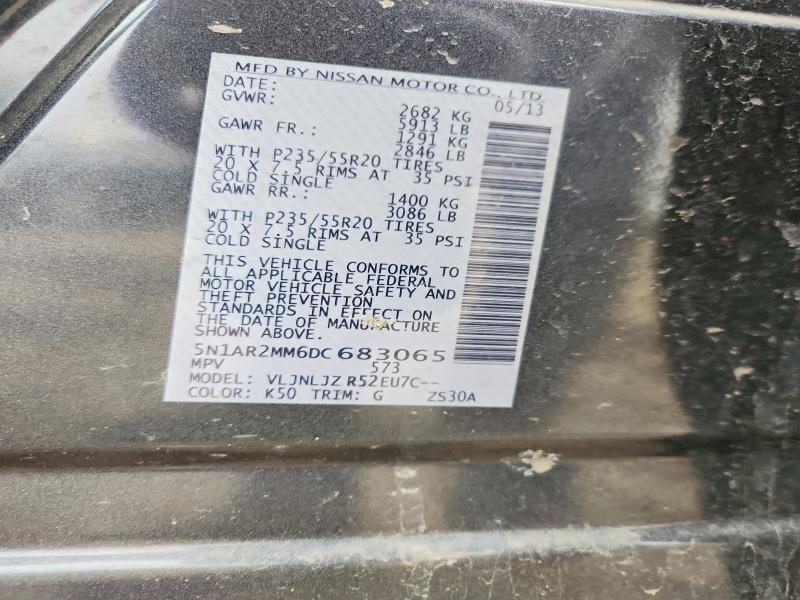 MFD BY NISSAN MOTOR CO., LTD
DATE: 05/13
GVWR: 2682 KG
5913 LB
GAWR FR.: 1291 KG
2846 LB
WITH P235/55R20 TIRES
20 X 7.5 RIMS AT 35 PSI
COLD SINGLE
GAWR RR.: 1400 KG
3086 LB
WITH P235/55R20 TIRES
20 X 7.5 RIMS AT 35 PSI
COLD SINGLE
THIS VEHICLE CONFORMS TO
ALL APPLICABLE FEDERAL
MOTOR VEHICLE SAFETY AND
THEFT PREVENTION
STANDARDS IN EFFECT ON
THE DATE OF MANUFACTURE
SHOWN ABOVE.
5N1AR2MM6DC683065
MPV 573
MODEL: VLJNLJZ R52EU7C--
COLOR: K50 TRIM: G ZS30A